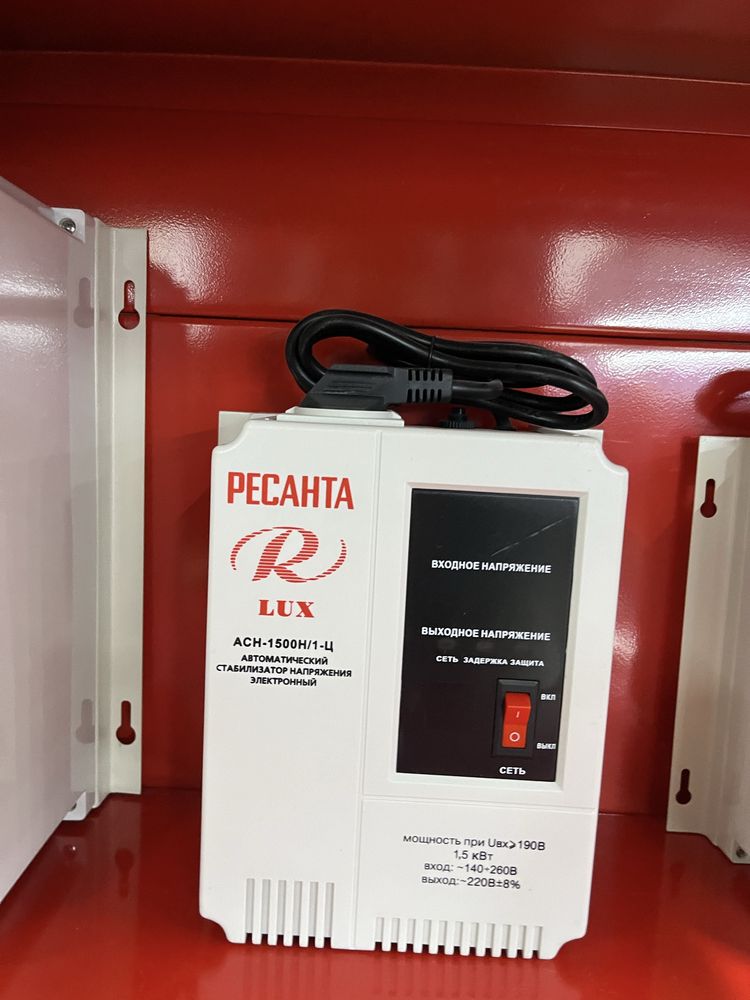 РЕСАНТА
R
LUX
АСН-1500Н/1-Ц
АВТОМАТИЧЕСКИЙ
СТАБИЛИЗАТОР НАПРЯЖЕНИЯ
ЭЛЕКТРОННЫЙ
ВХОДНОЕ НАПРЯЖЕНИЕ
ВЫХОДНОЕ НАПРЯЖЕНИЕ
СЕТЬ ЗАДЕРЖКА ЗАЩИТА
ВКЛ
ВЫКЛ
СЕТЬ
мощность при Uвх⩾190В
1,5 кВт
вход: ~140÷260В
выход:~220В±8%